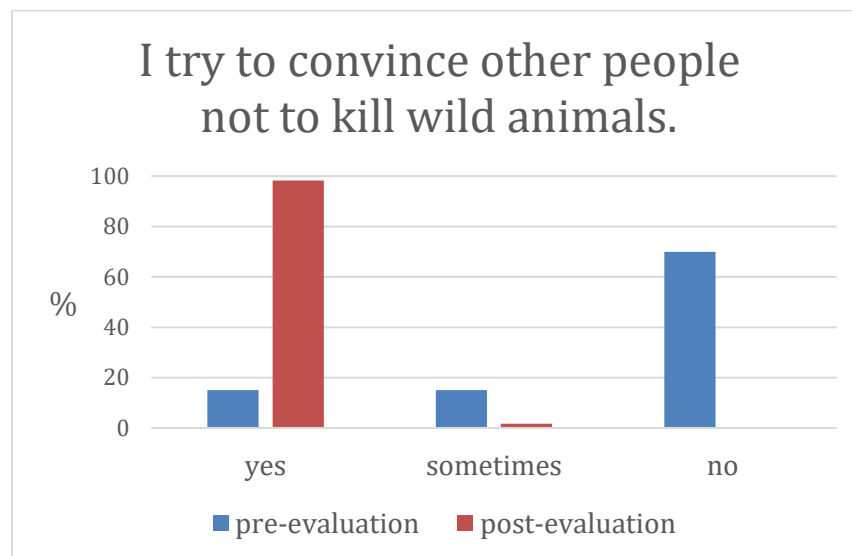 I try to convince other people
not to kill wild animals.
100
80
60
40
20
0
%
yes sometimes no
pre-evaluation post-evaluation